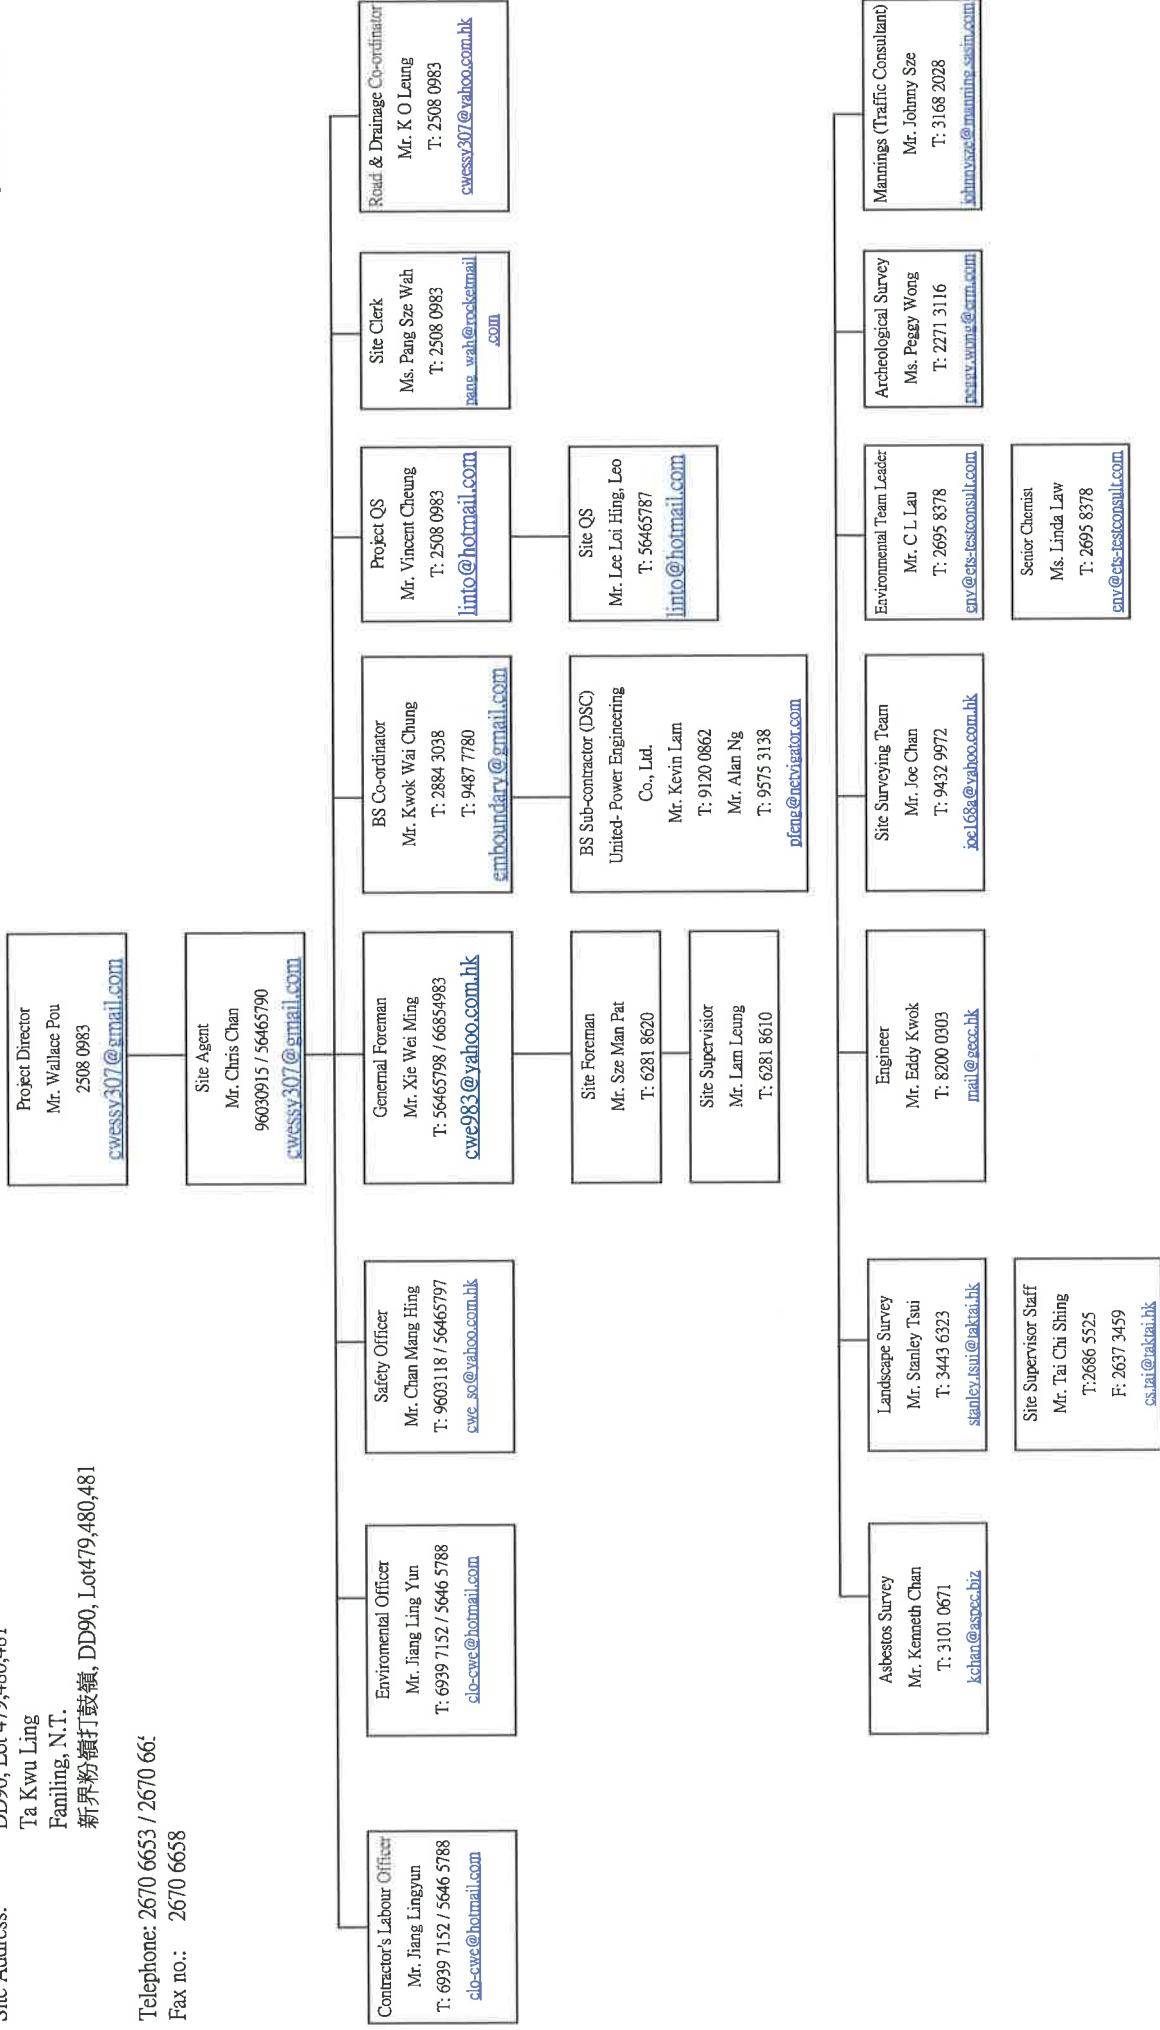 Site Address:
DD90, Lot 479,480,481
Ta Kwu Ling
Faniling, N.T.
新界粉嶺打鼓嶺, DD90, Lot479,480,481
Telephone: 2670 6653 / 2670
Fax no.: 2670 6658
Project Director
Mr. Wallace Pou
2508 0983
cwessy307@gmail.com
Site Agent
Mr. Chris Chan
96030915 / 56465790
cwessy307@gmail.com
Contractor's Labour Officer
Mr. Jiang Lingyun
T: 6939 7152 / 5646 5788
clo-cwe@hotmail.com
Enviromental Officer
Mr. Jiang Ling Yun
T: 6939 7152 / 5646 5788
clo-cwe@hotmail.com
Safety Officer
Mr. Chan Mang Hing
T: 9603118 / 56465797
cwe_so@yahoo.com.hk
Genernal Foreman
Mr. Xie Wei Ming
T: 56465798 / 66854983
cwe983@yahoo.com.hk
BS Co-ordinator
Mr. Kwok Wai Chung
T: 2884 3038
T: 9487 7780
emboundary@gmail.com
Project QS
Mr. Vincent Cheung
T: 2508 0983
linto@hotmail.com
Site Clerk
Ms. Pang Sze Wah
T: 2508 0983
pang_wah@rocketmail
.com
Road & Drainage Co-ordinator
Mr. K O Leung
T: 2508 0983
cwessy307@yahoo.com.hk
Site Foreman
Mr. Sze Man Pat
T: 6281 8620
Site Supervisior
Mr. Lam Leung
T: 6281 8610
BS Sub-contractor (DSC)
United- Power Engineering
Co., Ltd.
Mr. Kevin Lam
T: 9120 0862
Mr. Alan Ng
T: 9575 3138
pfeng@netvigator.com
Site QS
Mr. Lee Loi Hing, Leo
T: 56465787
linto@hotmail.com
Asbestos Survey
Mr. Kenneth Chan
T: 3101 0671
kchan@aspec.biz
Landscape Survey
Mr. Stanley Tsui
T: 3443 6323
stanley.tsui@taktai.hk
Engineer
Mr. Eddy Kwok
T: 8200 0303
mail@gecc.hk
Site Surveying Team
Mr. Joe Chan
T: 9432 9972
joe168a@yahoo.com.hk
Environmental Team Leader
Mr. C L Lau
T: 2695 8378
env@ets-testconsult.com
Archeological Survey
Ms. Peggy Wong
T: 2271 3116
peggy.wong@erm.com
Mannings (Traffic Consultant)
Mr. Johnny Sze
T: 3168 2028
johnnysze@manning.sasin.com
Site Supervisor Staff
Mr. Tai Chi Shing
T:2686 5525
F: 2637 3459
cs.tai@taktai.hk
Senior Chemist
Ms. Linda Law
T: 2695 8378
env@ets-testconsult.com